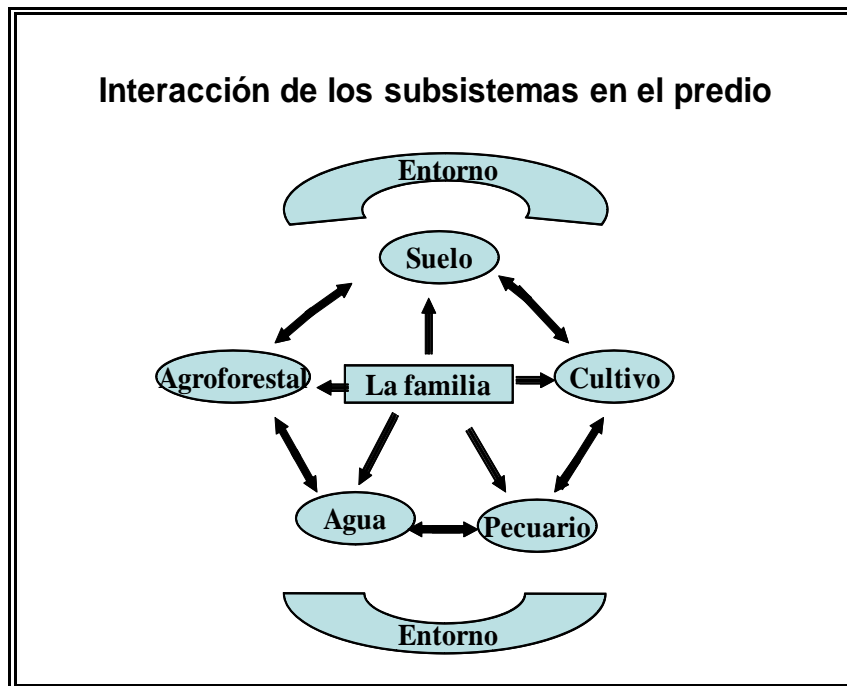 Interacción de los subsistemas en el predio
Entorno
Suelo
Agroforestal
La familia
Cultivo
Agua
Pecuario
Entorno